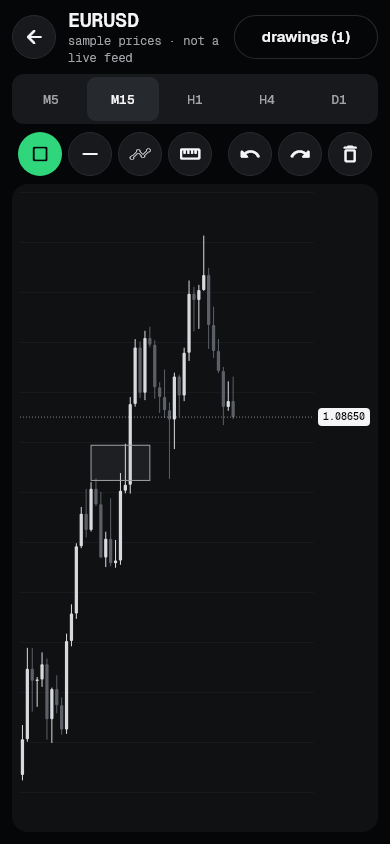 EURUSD
sample prices · not a
live feed
drawings (1)
M5 M15 H1 H4 D1
1.08650